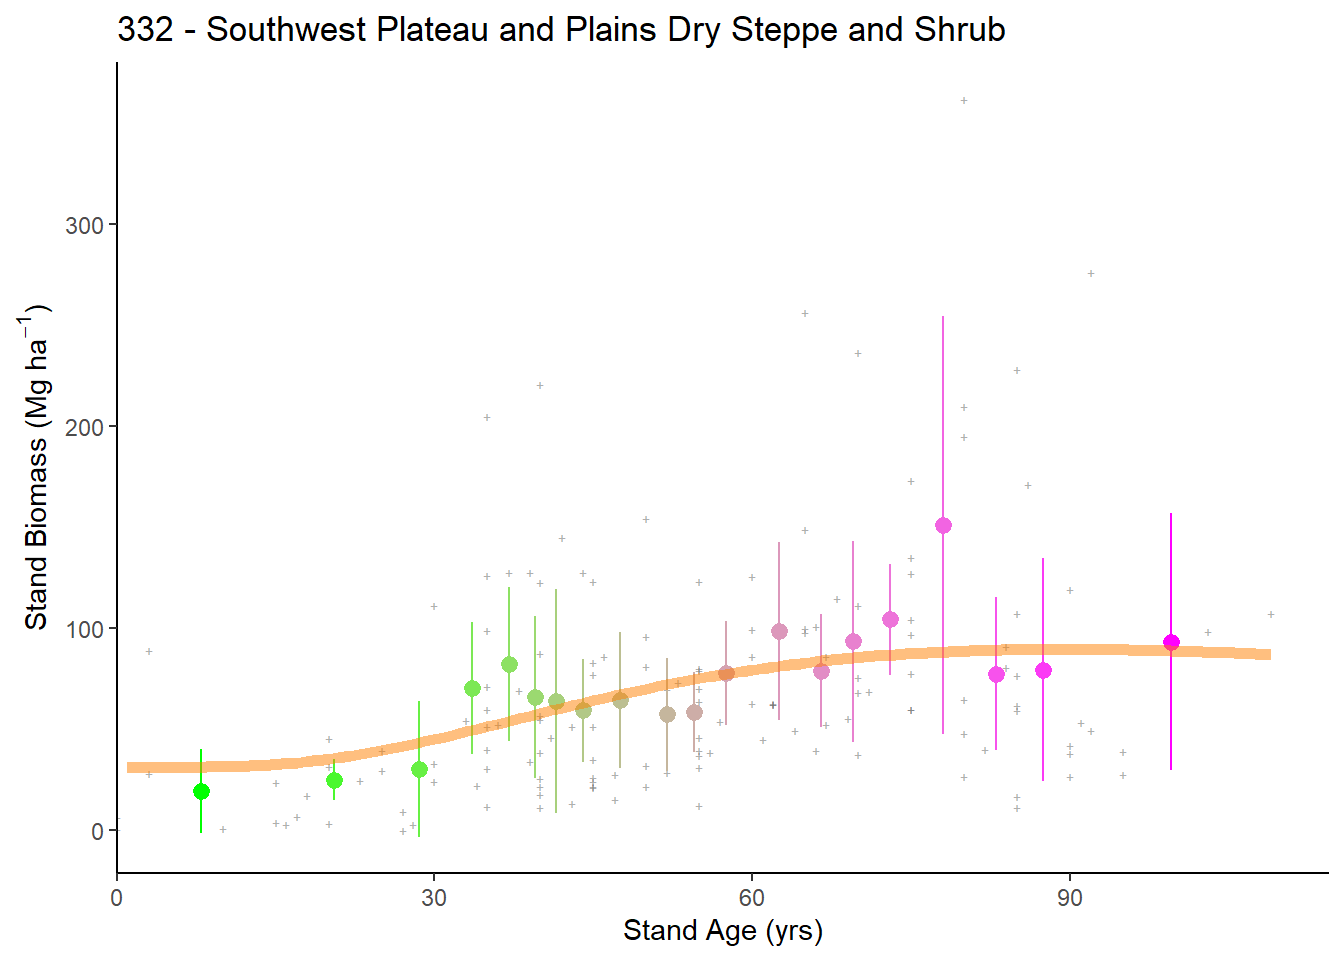 332 - Southwest Plateau and Plains Dry Steppe and Shrub
Stand Biomass (Mg ha⁻¹)
300
200
100
0
0 30 60 90
Stand Age (yrs)